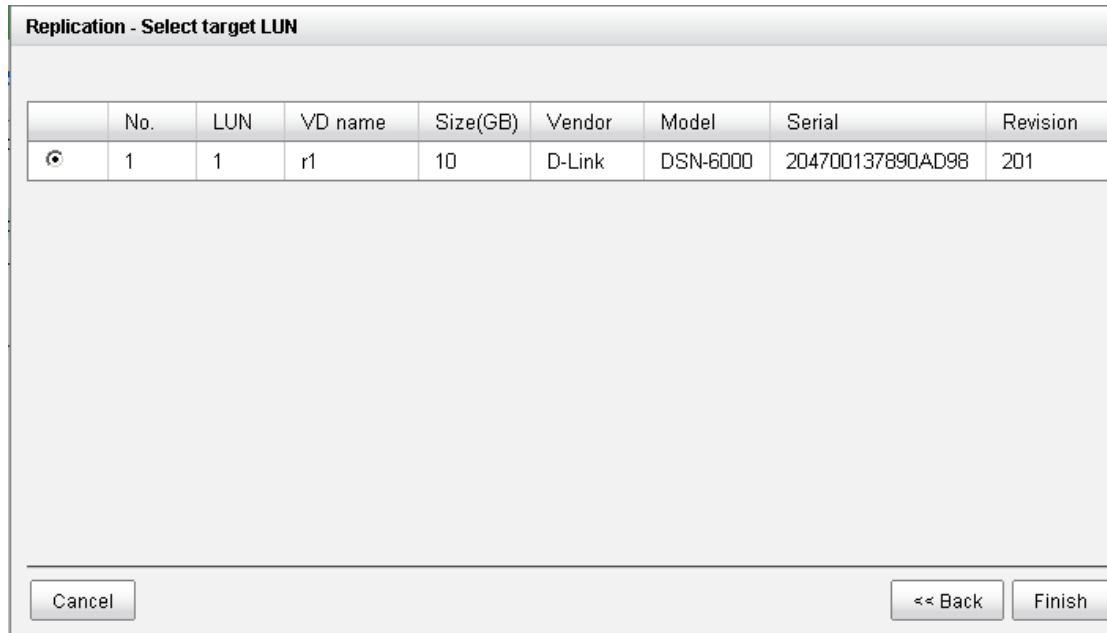 Replication - Select target LUN
No. LUN VD name Size(GB) Vendor Model Serial Revision
1 1 r1 10 D-Link DSN-6000 204700137890AD98 201
Cancel << Back Finish